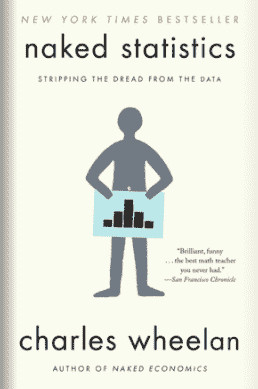 NEW YORK TIMES BESTSELLER
naked statistics
STRIPPING THE DREAD FROM THE DATA
"Brilliant, funny
. . . the best math teacher
you never had."
—San Francisco Chronicle
charles wheelan
AUTHOR OF NAKED ECONOMICS